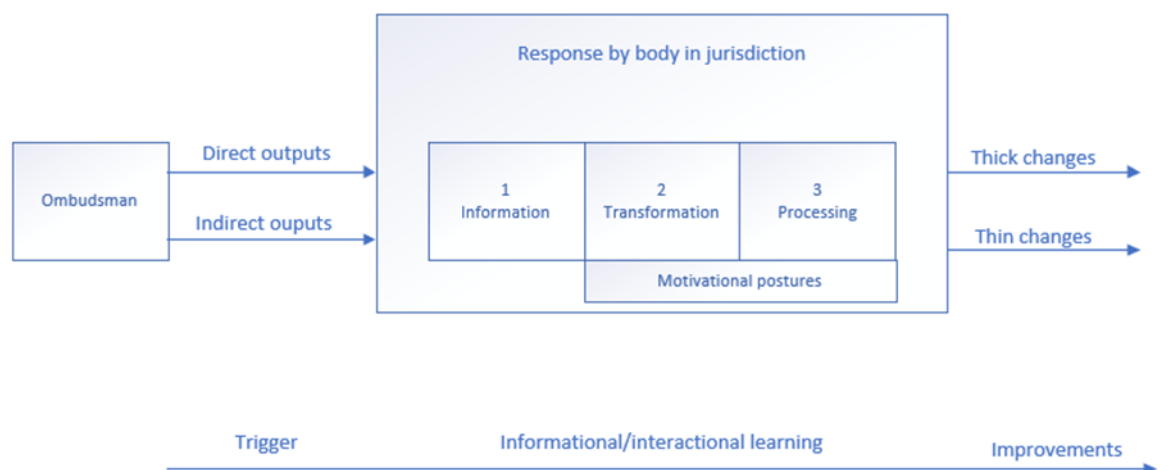 Response by body in jurisdiction
Direct outputs
Thick changes
Ombudsman
1
Information
2
Transformation
3
Processing
Indirect ouputs
Thin changes
Motivational postures
Trigger
Informational/interactional learning
Improvements